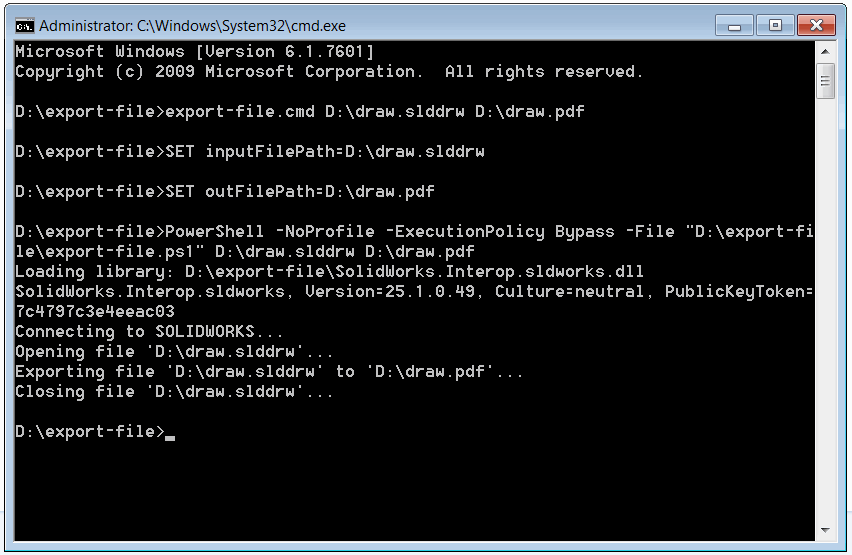 Administrator: C:\Windows\System32\cmd.exe
Microsoft Windows [Version 6.1.7601]
Copyright (c) 2009 Microsoft Corporation.  All rights reserved.
D:\export-file>export-file.cmd D:\draw.slddrw D:\draw.pdf
D:\export-file>SET inputFilePath=D:\draw.slddrw
D:\export-file>SET outFilePath=D:\draw.pdf
D:\export-file>PowerShell -NoProfile -ExecutionPolicy Bypass -File "D:\export-fi
le\export-file.ps1" D:\draw.slddrw D:\draw.pdf
Loading library: D:\export-file\SolidWorks.Interop.sldworks.dll
SolidWorks.Interop.sldworks, Version=25.1.0.49, Culture=neutral, PublicKeyToken=
7c4797c3e4eeac03
Connecting to SOLIDWORKS...
Opening file 'D:\draw.slddrw'...
Exporting file 'D:\draw.slddrw' to 'D:\draw.pdf'...
Closing file 'D:\draw.slddrw'...
D:\export-file>_